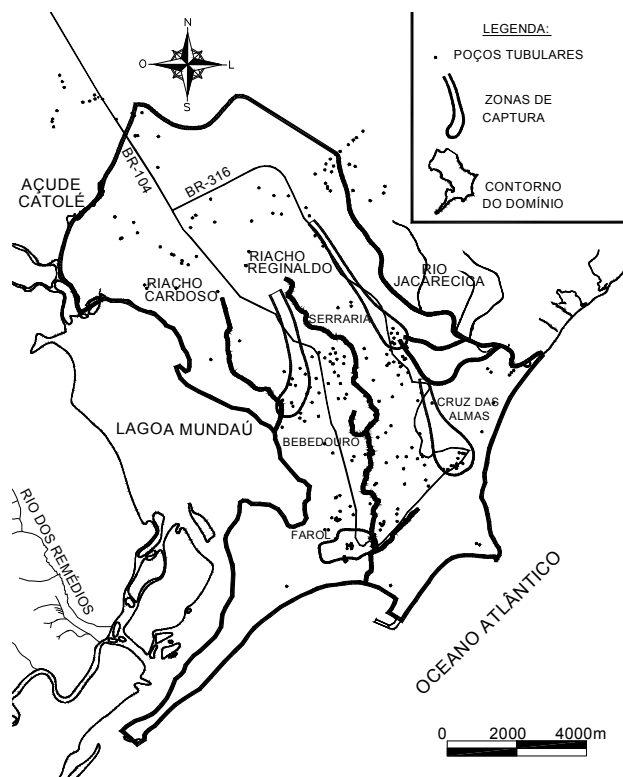 N
O
L
S
LEGENDA:
POÇOS TUBULARES
ZONAS DE
CAPTURA
CONTORNO
DO DOMÍNIO
BR-104
BR-316
AÇUDE
CATOLÉ
RIACHO
CARDOSO
RIACHO
REGINALDO
RIO
JACARECICA
SERRARIA
CRUZ DAS
ALMAS
LAGOA MUNDAÚ
BEBEDOURO
FAROL
RIO DOS REMÉDIOS
OCEANO ATLÂNTICO
0 2000 4000m